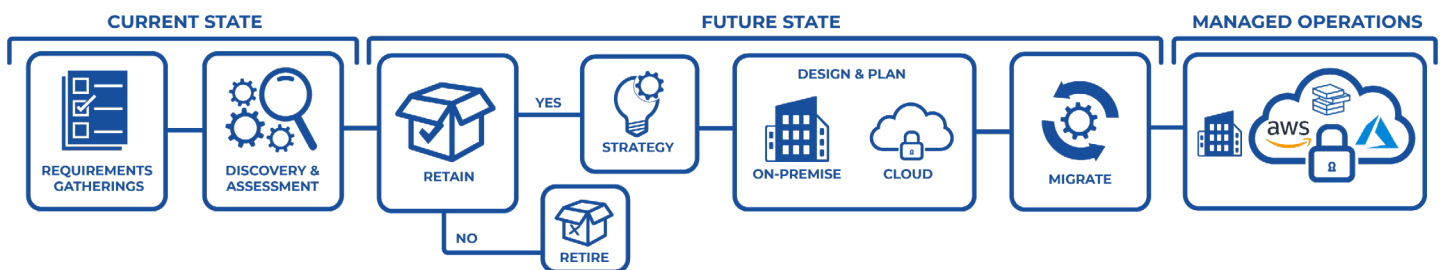 CURRENT STATE
FUTURE STATE
MANAGED OPERATIONS
REQUIREMENTS
GATHERINGS
DISCOVERY &
ASSESSMENT
RETAIN
YES
NO
RETIRE
STRATEGY
DESIGN & PLAN
ON-PREMISE
CLOUD
MIGRATE
aws